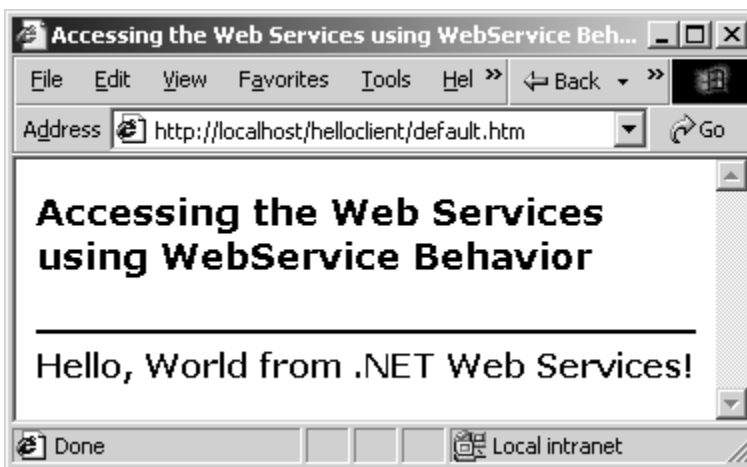 Accessing the Web Services using WebService Beh...
File Edit View Favorites Tools Hel » Back »
Address http://localhost/helloclient/default.htm Go
Accessing the Web Services
using WebService Behavior
Hello, World from .NET Web Services!
Done Local intranet